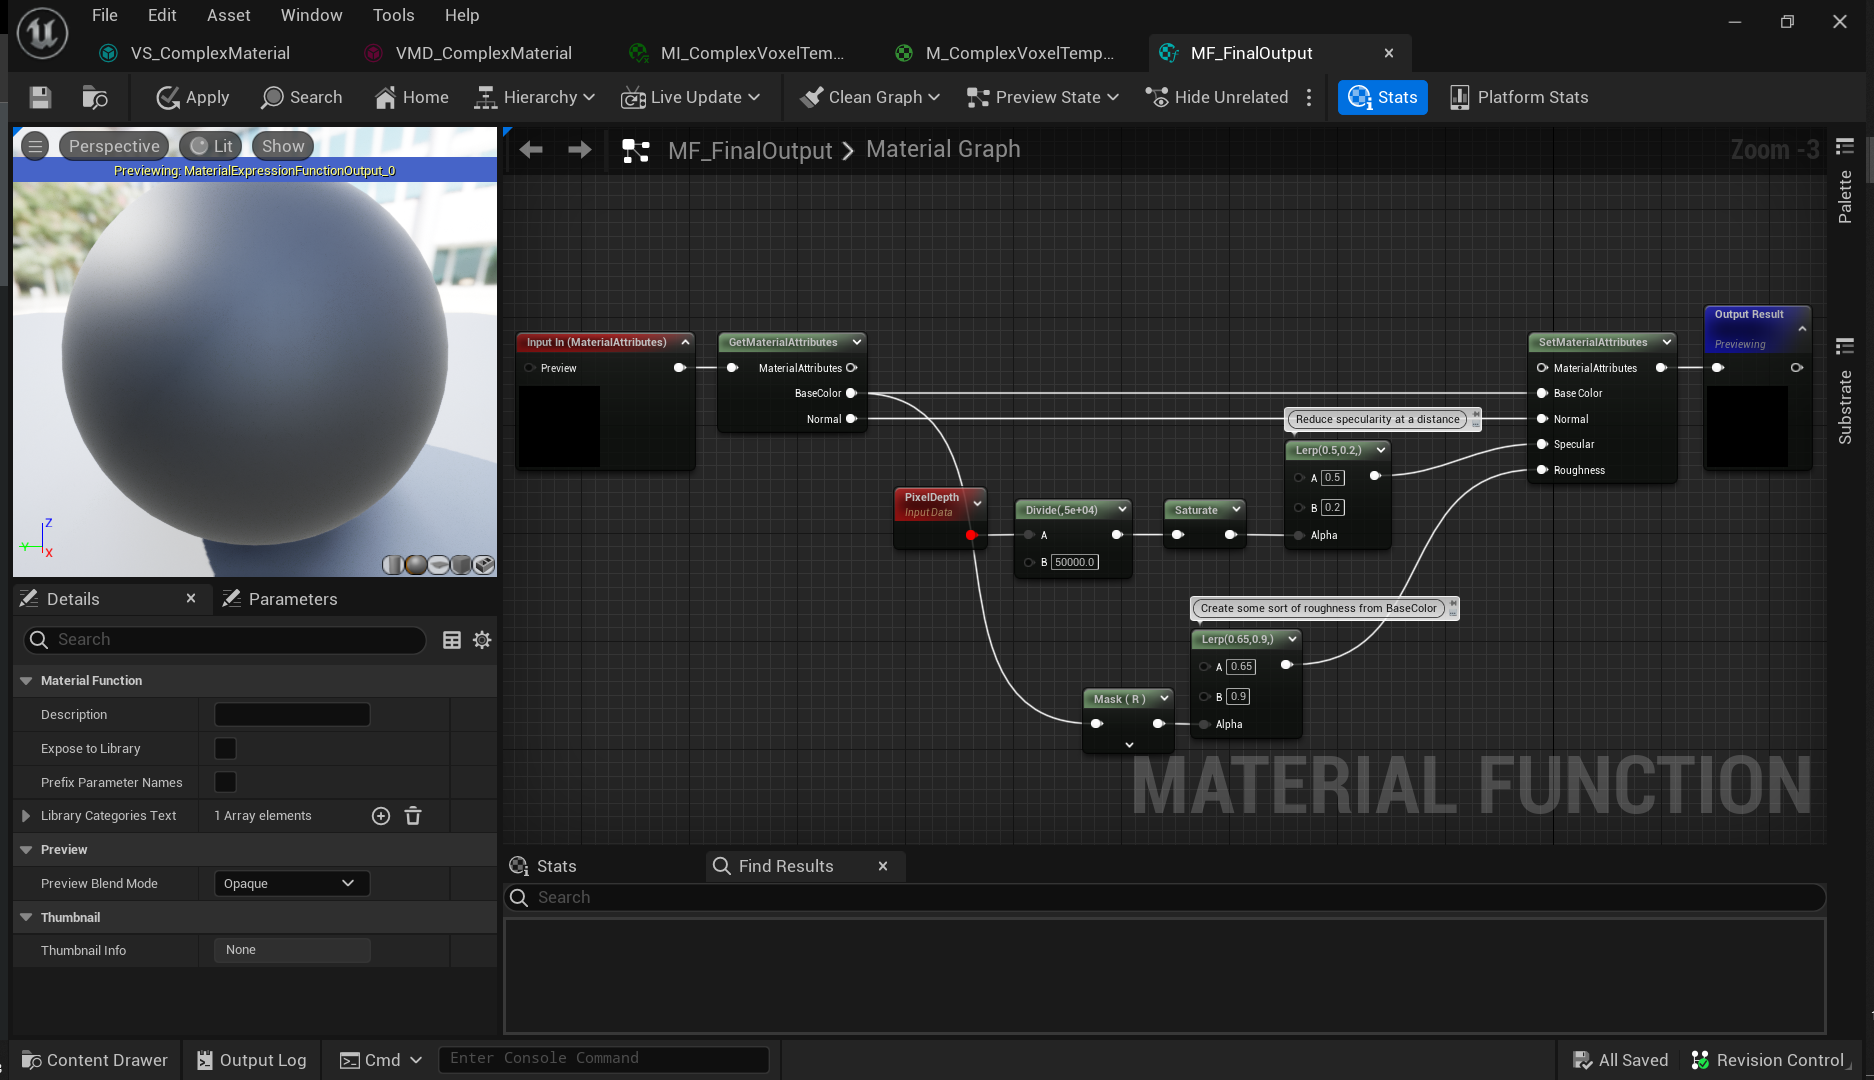 File Edit Asset Window Tools Help
VS_ComplexMaterial VMD_ComplexMaterial MI_ComplexVoxelTem... M_ComplexVoxelTemp... MF_FinalOutput
Apply Search Home Hierarchy Live Update Clean Graph Preview State Hide Unrelated Stats Platform Stats
Perspective Lit Show
Previewing: MaterialExpressionFunctionOutput_0
Z
Y
X
MF_FinalOutput Material Graph
Zoom -3
Palette
Substrate
Input In (MaterialAttributes)
Preview
GetMaterialAttributes
MaterialAttributes
BaseColor
Normal
PixelDepth
Input Data
Divide(,5e+04)
A
B 50000.0
Saturate
Reduce specularity at a distance
Lerp(0.5,0.2,)
A 0.5
B 0.2
Alpha
Create some sort of roughness from BaseColor
Lerp(0.65,0.9,)
A 0.65
B 0.9
Alpha
Mask ( R )
SetMaterialAttributes
MaterialAttributes
Base Color
Normal
Specular
Roughness
Output Result
Previewing
MATERIAL FUNCTION
Details Parameters
Search
Material Function
Description
Expose to Library
Prefix Parameter Names
Library Categories Text 1 Array elements
Preview
Preview Blend Mode Opaque
Thumbnail
Thumbnail Info None
Stats Find Results
Search
Content Drawer Output Log Cmd Enter Console Command All Saved Revision Control